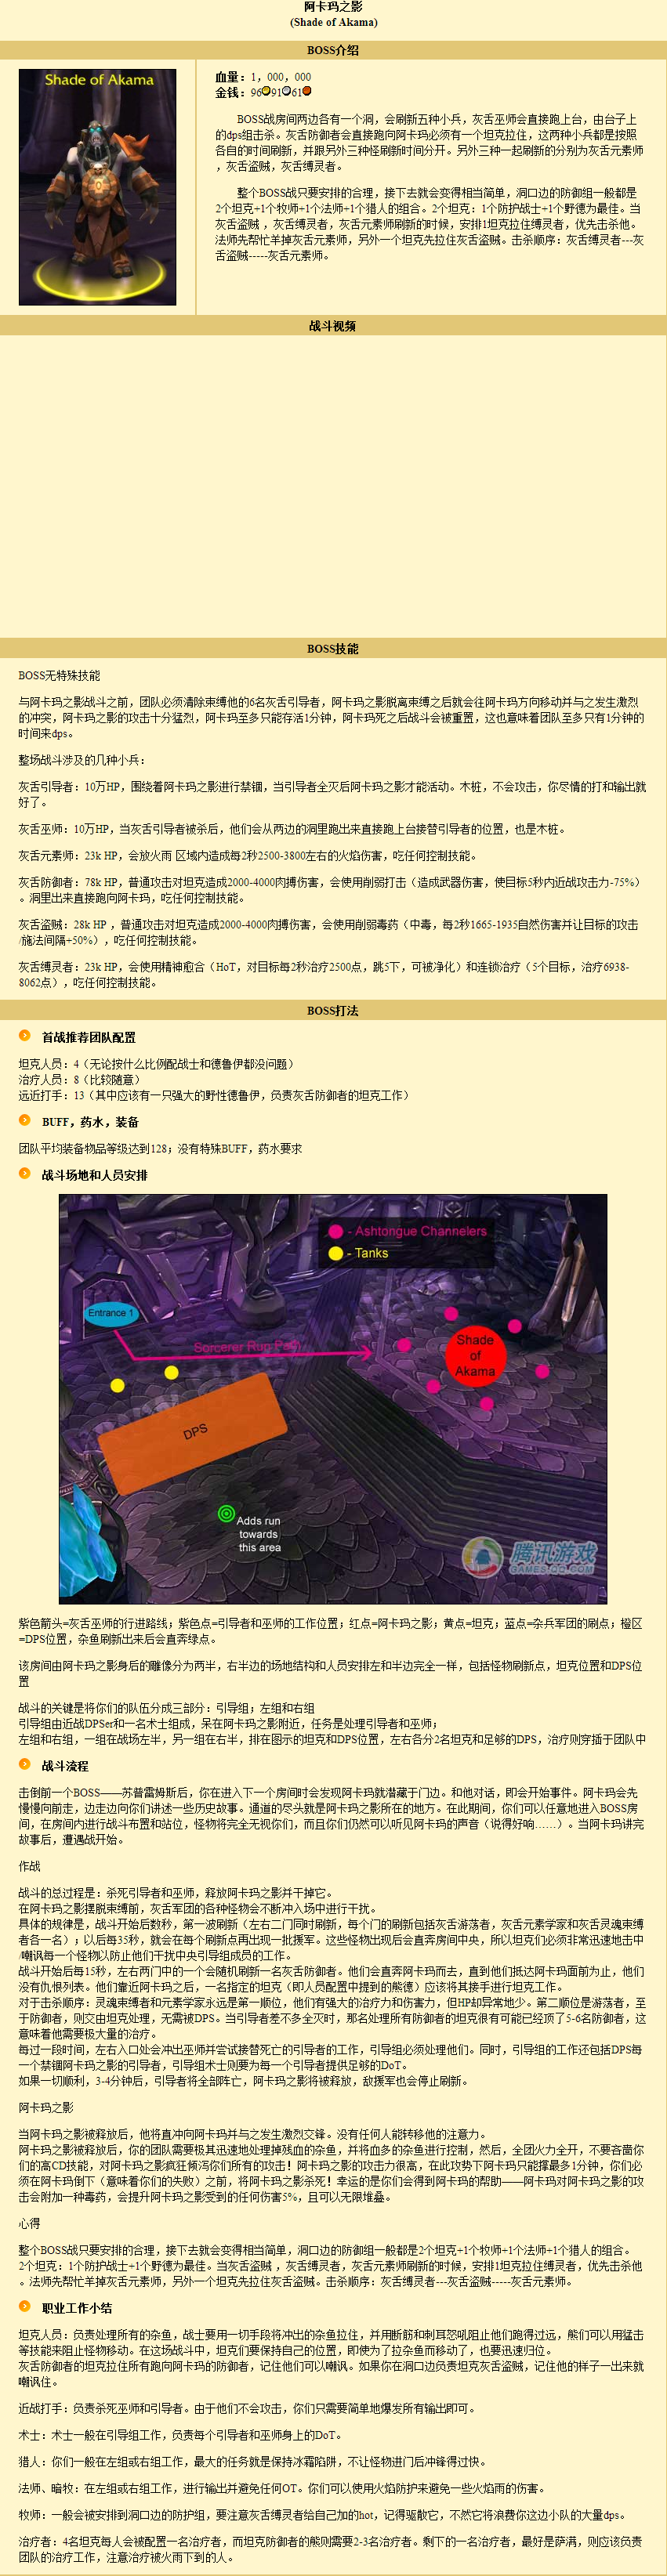 阿卡玛之影
(Shade of Akama)
BOSS介绍
Shade of Akama
血量：1，000，000
金钱：96 91 61
BOSS战房间两边各有一个洞，会刷新五种小兵，灰舌巫师会直接跑上台，由台子上
的dps组击杀。灰舌防御者会直接跑向阿卡玛必须有一个坦克拉住，这两种小兵都是按照
各自的时间刷新，并跟另外三种怪刷新时间分开。另外三种一起刷新的分别为灰舌元素师
，灰舌盗贼，灰舌缚灵者。
整个BOSS战只要安排的合理，接下去就会变得相当简单，洞口边的防御组一般都是
2个坦克+1个牧师+1个法师+1个猎人的组合。2个坦克：1个防护战士+1个野德为最佳。当
灰舌盗贼 ，灰舌缚灵者，灰舌元素师刷新的时候，安排1坦克拉住缚灵者，优先击杀他。
法师先帮忙羊掉灰舌元素师，另外一个坦克先拉住灰舌盗贼。击杀顺序：灰舌缚灵者---灰
舌盗贼-----灰舌元素师。
战斗视频
BOSS技能
BOSS无特殊技能
与阿卡玛之影战斗之前，团队必须清除束缚他的6名灰舌引导者，阿卡玛之影脱离束缚之后就会往阿卡玛方向移动并与之发生激烈
的冲突，阿卡玛之影的攻击十分猛烈，阿卡玛至多只能存活1分钟，阿卡玛死之后战斗会被重置，这也意味着团队至多只有1分钟的
时间来dps。
整场战斗涉及的几种小兵：
灰舌引导者：10万HP，围绕着阿卡玛之影进行禁锢，当引导者全灭后阿卡玛之影才能活动。木桩，不会攻击，你尽情的打和输出就
好了。
灰舌巫师：10万HP，当灰舌引导者被杀后，他们会从两边的洞里跑出来直接跑上台接替引导者的位置，也是木桩。
灰舌元素师：23k HP，会放火雨 区域内造成每2秒2500-3800左右的火焰伤害，吃任何控制技能。
灰舌防御者：78k HP，普通攻击对坦克造成2000-4000肉搏伤害，会使用削弱打击（造成武器伤害，使目标5秒内近战攻击力-75%）
。洞里出来直接跑向阿卡玛，吃任何控制技能。
灰舌盗贼：28k HP ，普通攻击对坦克造成2000-4000肉搏伤害，会使用削弱毒药（中毒，每2秒1665-1935自然伤害并让目标的攻击
/施法间隔+50%），吃任何控制技能。
灰舌缚灵者：23k HP，会使用精神愈合（HoT，对目标每2秒治疗2500点，跳5下，可被净化）和连锁治疗（5个目标，治疗6938-
8062点），吃任何控制技能。
BOSS打法
首战推荐团队配置
坦克人员：4（无论按什么比例配战士和德鲁伊都没问题）
治疗人员：8（比较随意）
远近打手：13（其中应该有一只强大的野性德鲁伊，负责灰舌防御者的坦克工作）
BUFF，药水，装备
团队平均装备物品等级达到128；没有特殊BUFF，药水要求
战斗场地和人员安排
- Ashtongue Channelers
- Tanks
Entrance 1
Sorcerer Run Path
Shade
of
Akama
DPS
Adds run
towards
this area
腾讯游戏
GAMES.QQ.COM
紫色箭头=灰舌巫师的行进路线；紫色点=引导者和巫师的工作位置；红点=阿卡玛之影；黄点=坦克；蓝点=杂兵军团的刷点；橙区
=DPS位置，杂鱼刷新出来后会直奔绿点。
该房间由阿卡玛之影身后的雕像分为两半，右半边的场地结构和人员安排左和半边完全一样，包括怪物刷新点，坦克位置和DPS位
置
战斗的关键是将你们的队伍分成三部分：引导组；左组和右组
引导组由近战DPSer和一名术士组成，呆在阿卡玛之影附近，任务是处理引导者和巫师；
左组和右组，一组在战场左半，另一组在右半，排在图示的坦克和DPS位置，左右各分2名坦克和足够的DPS，治疗则穿插于团队中
战斗流程
击倒前一个BOSS——苏普雷姆斯后，你在进入下一个房间时会发现阿卡玛就潜藏于门边。和他对话，即会开始事件。阿卡玛会先
慢慢向前走，边走边向你们讲述一些历史故事。通道的尽头就是阿卡玛之影所在的地方。在此期间，你们可以任意地进入BOSS房
间，在房间内进行战斗布置和站位，怪物将完全无视你们，而且你们仍然可以听见阿卡玛的声音（说得好响……）。当阿卡玛讲完
故事后，遭遇战开始。
作战
战斗的总过程是：杀死引导者和巫师，释放阿卡玛之影并干掉它。
在阿卡玛之影摆脱束缚前，灰舌军团的各种怪物会不断冲入场中进行干扰。
具体的规律是，战斗开始后数秒，第一波刷新（左右二门同时刷新，每个门的刷新包括灰舌游荡者，灰舌元素学家和灰舌灵魂束缚
者各一名）；以后每35秒，就会在每个刷新点再出现一批援军。这些怪物出现后会直奔房间中央，所以坦克们必须非常迅速地击中
/嘲讽每一个怪物以防止他们干扰中央引导组成员的工作。
战斗开始后每15秒，左右两门中的一个会随机刷新一名灰舌防御者。他们会直奔阿卡玛而去，直到他们抵达阿卡玛面前为止，他们
没有仇恨列表。他们靠近阿卡玛之后，一名指定的坦克（即人员配置中提到的熊德）应该将其接手进行坦克工作。
对于击杀顺序：灵魂束缚者和元素学家永远是第一顺位，他们有强大的治疗力和伤害力，但HP却异常地少。第二顺位是游荡者，至
于防御者，则交由坦克处理，无需被DPS。当引导者差不多全灭时，那名处理所有防御者的坦克很有可能已经顶了5-6名防御者，这
意味着他需要极大量的治疗。
每过一段时间，左右入口处会冲出巫师并尝试接替死亡的引导者的工作，引导组必须处理他们。同时，引导组的工作还包括DPS每
一个禁锢阿卡玛之影的引导者，引导组术士则要为每一个引导者提供足够的DoT。
如果一切顺利，3-4分钟后，引导者将全部阵亡，阿卡玛之影将被释放，敌援军也会停止刷新。
阿卡玛之影
当阿卡玛之影被释放后，他将直冲向阿卡玛并与之发生激烈交锋。没有任何人能转移他的注意力。
阿卡玛之影被释放后，你的团队需要极其迅速地处理掉残血的杂鱼，并将血多的杂鱼进行控制，然后，全团火力全开，不要吝啬你
们的高CD技能，对阿卡玛之影疯狂倾泻你们所有的攻击！阿卡玛之影的攻击力很高，在此攻势下阿卡玛只能撑最多1分钟，你们必
须在阿卡玛倒下（意味着你们的失败）之前，将阿卡玛之影杀死！幸运的是你们会得到阿卡玛的帮助——阿卡玛对阿卡玛之影的攻
击会附加一种毒药，会提升阿卡玛之影受到的任何伤害5%，且可以无限堆叠。
心得
整个BOSS战只要安排的合理，接下去就会变得相当简单，洞口边的防御组一般都是2个坦克+1个牧师+1个法师+1个猎人的组合。
2个坦克：1个防护战士+1个野德为最佳。当灰舌盗贼 ，灰舌缚灵者，灰舌元素师刷新的时候，安排1坦克拉住缚灵者，优先击杀他
。法师先帮忙羊掉灰舌元素师，另外一个坦克先拉住灰舌盗贼。击杀顺序：灰舌缚灵者---灰舌盗贼-----灰舌元素师。
职业工作小结
坦克人员：负责处理所有的杂鱼，战士要用一切手段将冲出的杂鱼拉住，并用断筋和刺耳怒吼阻止他们跑得过远，熊们可以用猛击
等技能来阻止怪物移动。在这场战斗中，坦克们要保持自己的位置，即使为了拉杂鱼而移动了，也要迅速归位。
灰舌防御者的坦克拉住所有跑向阿卡玛的防御者，记住他们可以嘲讽。如果你在洞口边负责坦克灰舌盗贼，记住他的样子一出来就
嘲讽住。
近战打手：负责杀死巫师和引导者。由于他们不会攻击，你们只需要简单地爆发所有输出即可。
术士：术士一般在引导组工作，负责每个引导者和巫师身上的DoT。
猎人：你们一般在左组或右组工作，最大的任务就是保持冰霜陷阱，不让怪物进门后冲锋得过快。
法师、暗牧：在左组或右组工作，进行输出并避免任何OT。你们可以使用火焰防护来避免一些火焰雨的伤害。
牧师：一般会被安排到洞口边的防护组，要注意灰舌缚灵者给自己加的hot，记得驱散它，不然它将浪费你这边小队的大量dps。
治疗者：4名坦克每人会被配置一名治疗者，而坦克防御者的熊则需要2-3名治疗者。剩下的一名治疗者，最好是萨满，则应该负责
团队的治疗工作，注意治疗被火雨下到的人。